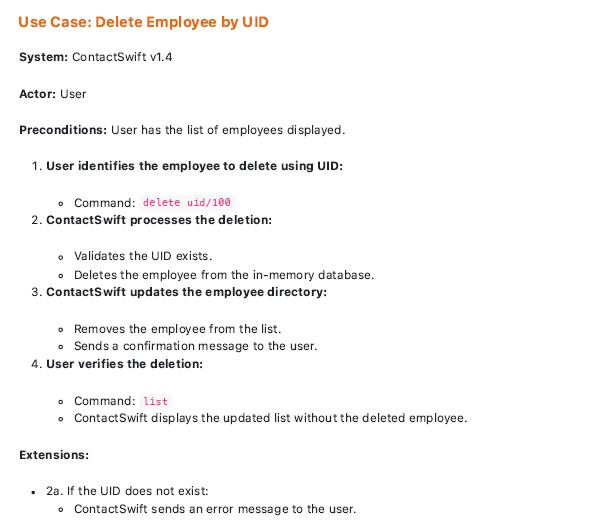 Use Case: Delete Employee by UID
System: ContactSwift v1.4
Actor: User
Preconditions: User has the list of employees displayed.
1. User identifies the employee to delete using UID:
Command: delete uid/100
2. ContactSwift processes the deletion:
Validates the UID exists.
Deletes the employee from the in-memory database.
3. ContactSwift updates the employee directory:
Removes the employee from the list.
Sends a confirmation message to the user.
4. User verifies the deletion:
Command: list
ContactSwift displays the updated list without the deleted employee.
Extensions:
2a. If the UID does not exist:
ContactSwift sends an error message to the user.